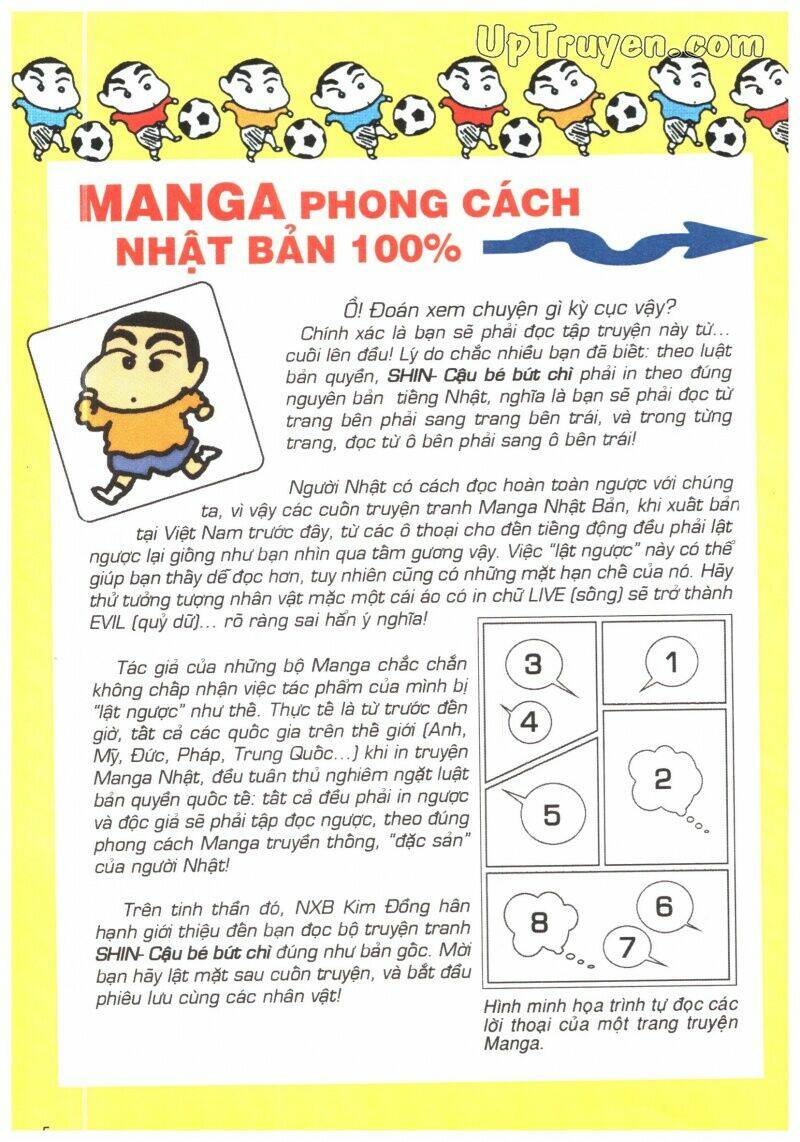 UpTruyen.com
MANGA PHONG CÁCH
NHẬT BẢN 100%
Ồ! Đoán xem chuyện gì kỳ cục vậy?
Chính xác là bạn sẽ phải đọc tập truyện này từ...
cuối lên đầu! Lý do chắc nhiều bạn đã biết: theo luật
bản quyền, SHIN- Cậu bé bút chì phải in theo đúng
nguyên bản tiếng Nhật, nghĩa là bạn sẽ phải đọc từ
trang bên phải sang trang bên trái, và trong từng
trang, đọc từ ô bên phải sang ô bên trái!
Người Nhật có cách đọc hoàn toàn ngược với chúng
ta, vì vậy các cuốn truyện tranh Manga Nhật Bản, khi xuất bản
tại Việt Nam trước đây, từ các ô thoại cho đến tiếng động đều phải lật
ngược lại giống như bạn nhìn qua tấm gương vậy. Việc "lật ngược" này có thể
giúp bạn thấy dễ đọc hơn, tuy nhiên cũng có những mặt hạn chế của nó. Hãy
thử tưởng tượng nhân vật mặc một cái áo có in chữ LIVE (sống) sẽ trở thành
EVIL (quỷ dữ)... rõ ràng sai hẳn ý nghĩa!
Tác giả của những bộ Manga chắc chắn
không chấp nhận việc tác phẩm của mình bị
"lật ngược" như thế. Thực tế là từ trước đến
giờ, tất cả các quốc gia trên thế giới (Anh,
Mỹ, Đức, Pháp, Trung Quốc...) khi in truyện
Manga Nhật, đều tuân thủ nghiêm ngặt luật
bản quyền quốc tế: tất cả đều phải in ngược
và độc giả sẽ phải tập đọc ngược, theo đúng
phong cách Manga truyền thống, "đặc sản"
của người Nhật!
Trên tinh thần đó, NXB Kim Đồng hân
hạnh giới thiệu đến bạn đọc bộ truyện tranh
SHIN- Cậu bé bút chì đúng như bản gốc. Mời
bạn hãy lật mặt sau cuốn truyện, và bắt đầu
phiêu lưu cùng các nhân vật!
1
2
3
4
5
6
7
8
Hình minh họa trình tự đọc các
lời thoại của một trang truyện
Manga.